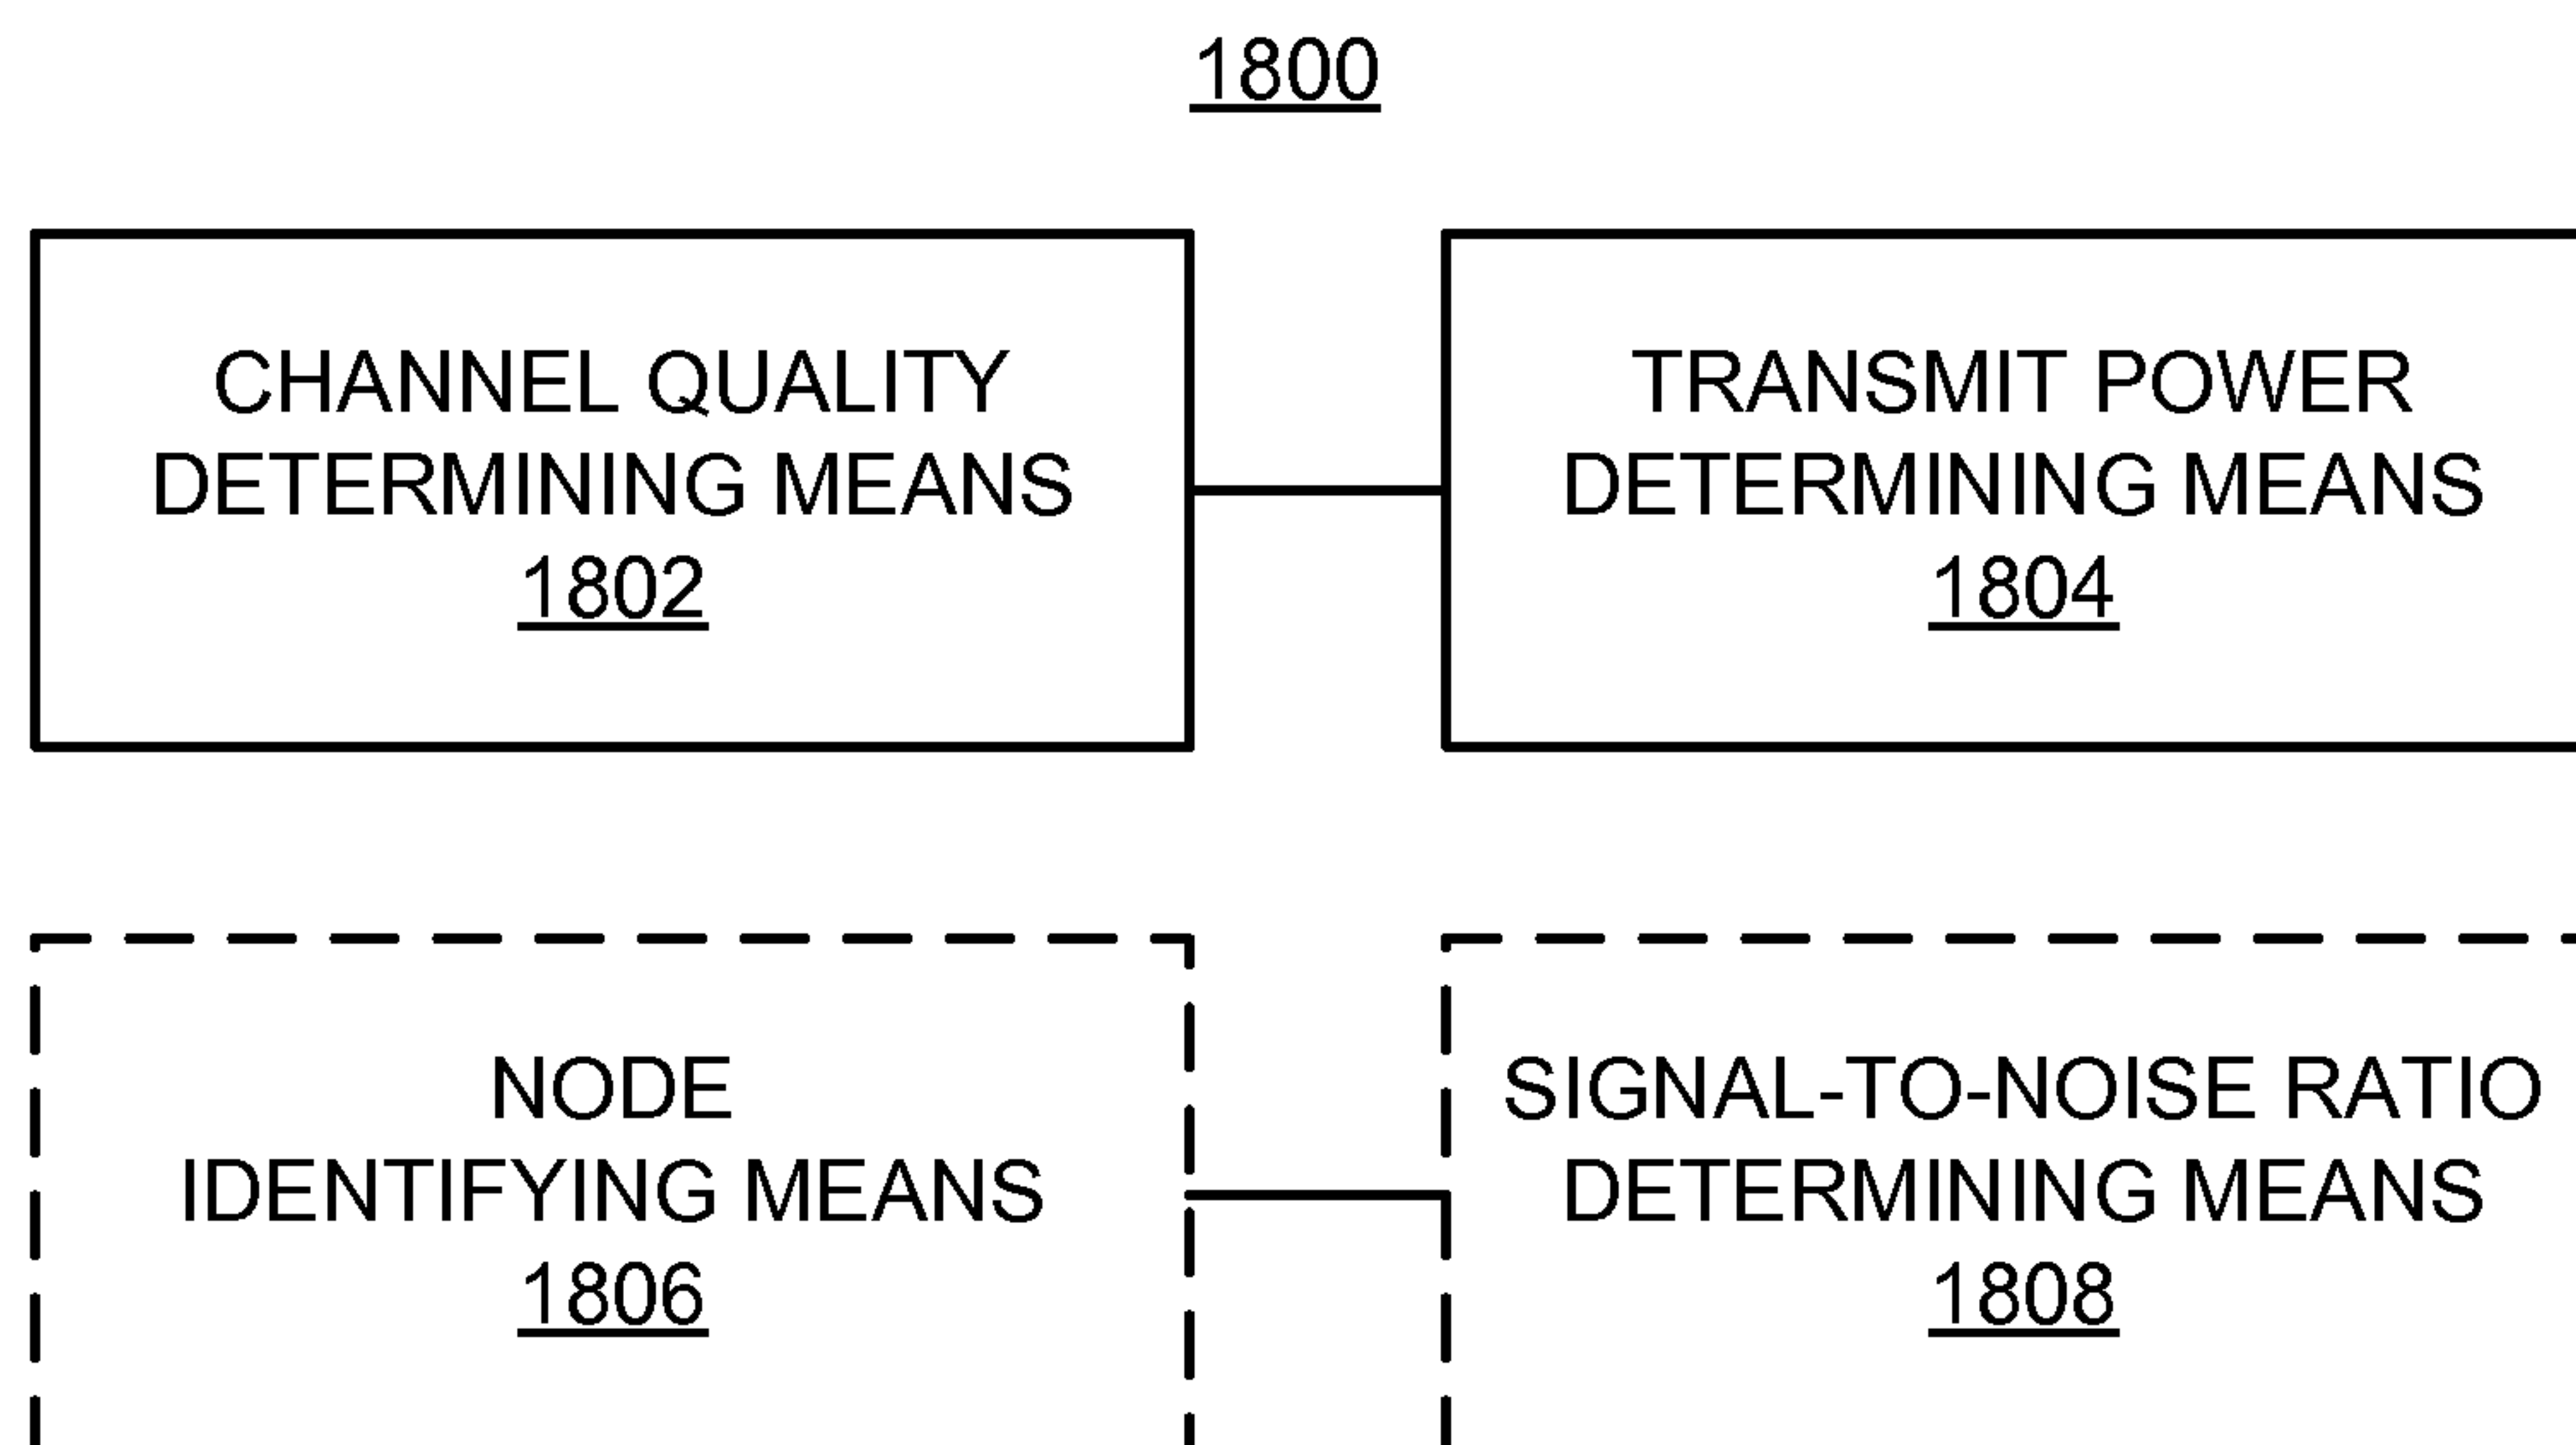 1800
CHANNEL QUALITY
DETERMINING MEANS
1802
TRANSMIT POWER
DETERMINING MEANS
1804
NODE
IDENTIFYING MEANS
1806
SIGNAL-TO-NOISE RATIO
DETERMINING MEANS
1808